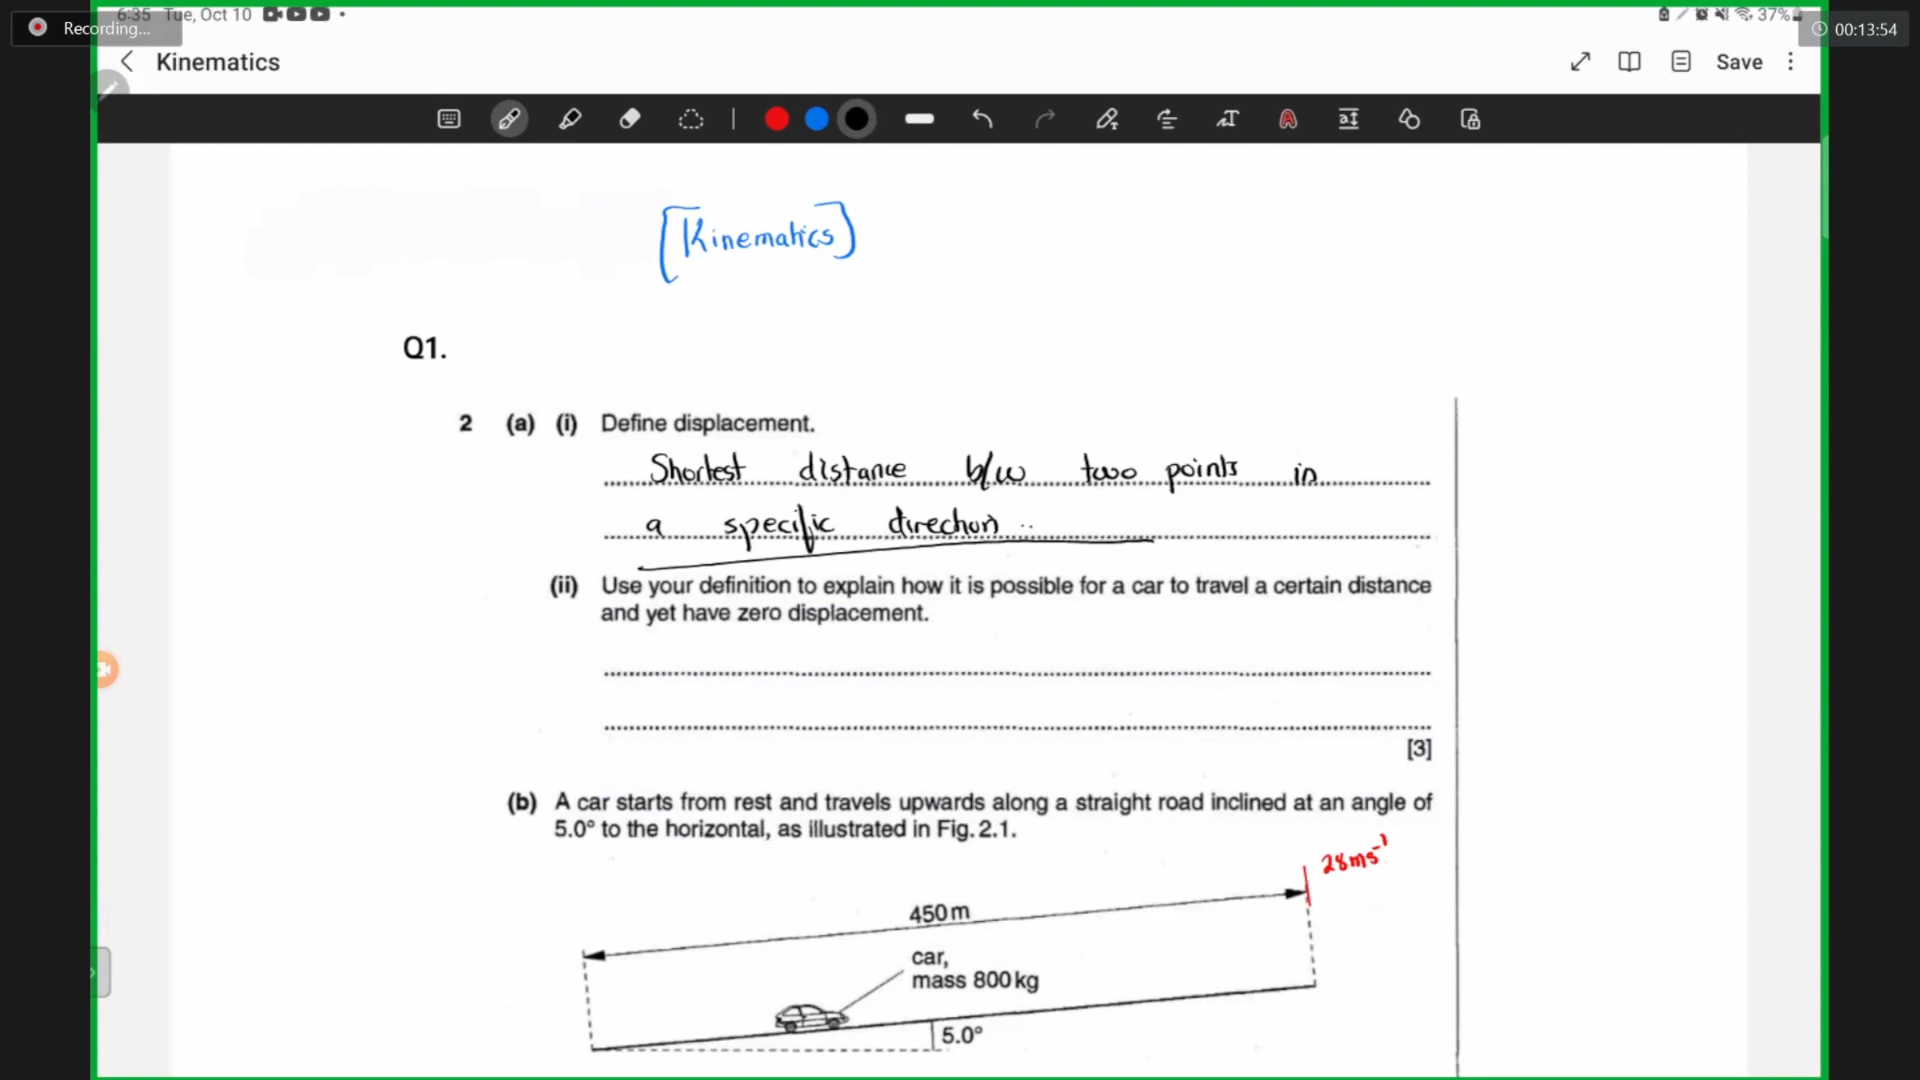 6:35 Tue, Oct 10
37%
Recording...
00:13:54
Kinematics
Save
[Kinematics]
Q1.
2 (a) (i) Define displacement.
Shortest distance b/w two points in
a specific direction ..
(ii) Use your definition to explain how it is possible for a car to travel a certain distance
and yet have zero displacement.
[3]
(b) A car starts from rest and travels upwards along a straight road inclined at an angle of
5.0° to the horizontal, as illustrated in Fig. 2.1.
28ms⁻¹
450 m
car,
mass 800 kg
5.0°